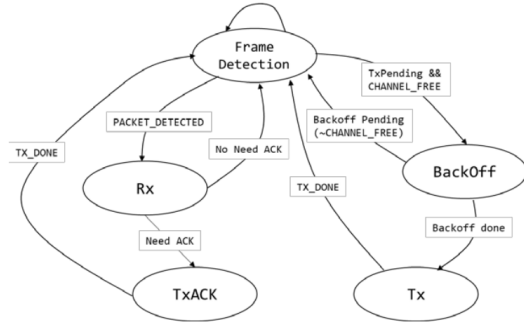 Frame
Detection
TxPending &&
CHANNEL_FREE
PACKET_DETECTED
Backoff Pending
(~CHANNEL_FREE)
TX_DONE
No Need ACK
BackOff
Rx
TX_DONE
Backoff done
Need ACK
TxACK
Tx